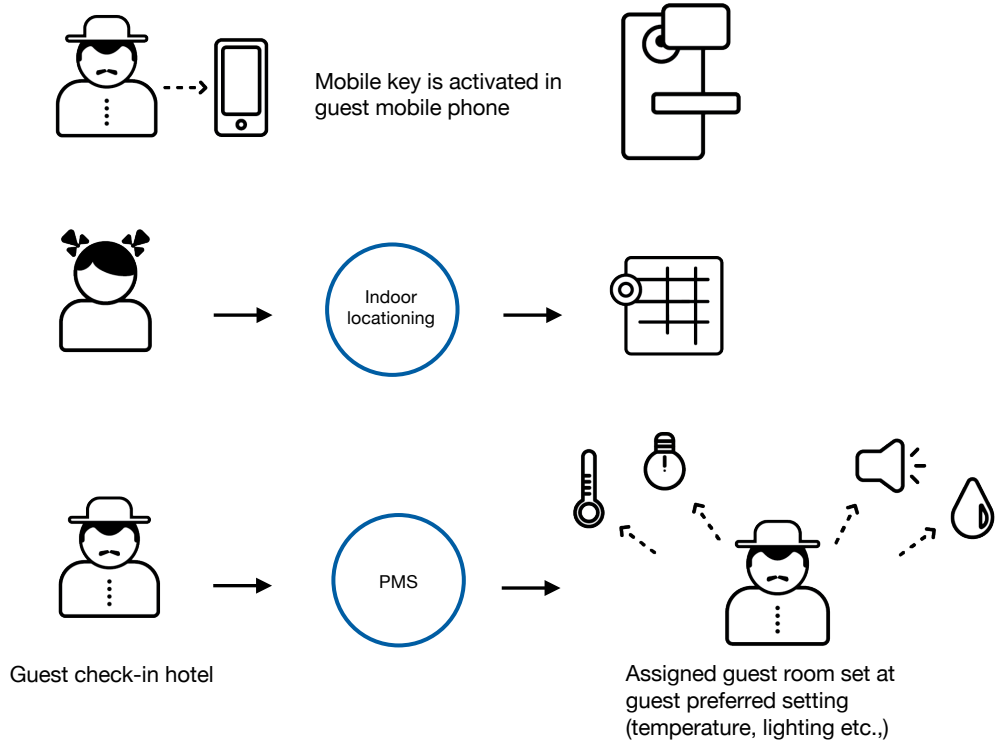 Mobile key is activated in
guest mobile phone
Indoor
locationing
PMS
Guest check-in hotel
Assigned guest room set at
guest preferred setting
(temperature, lighting etc.,)